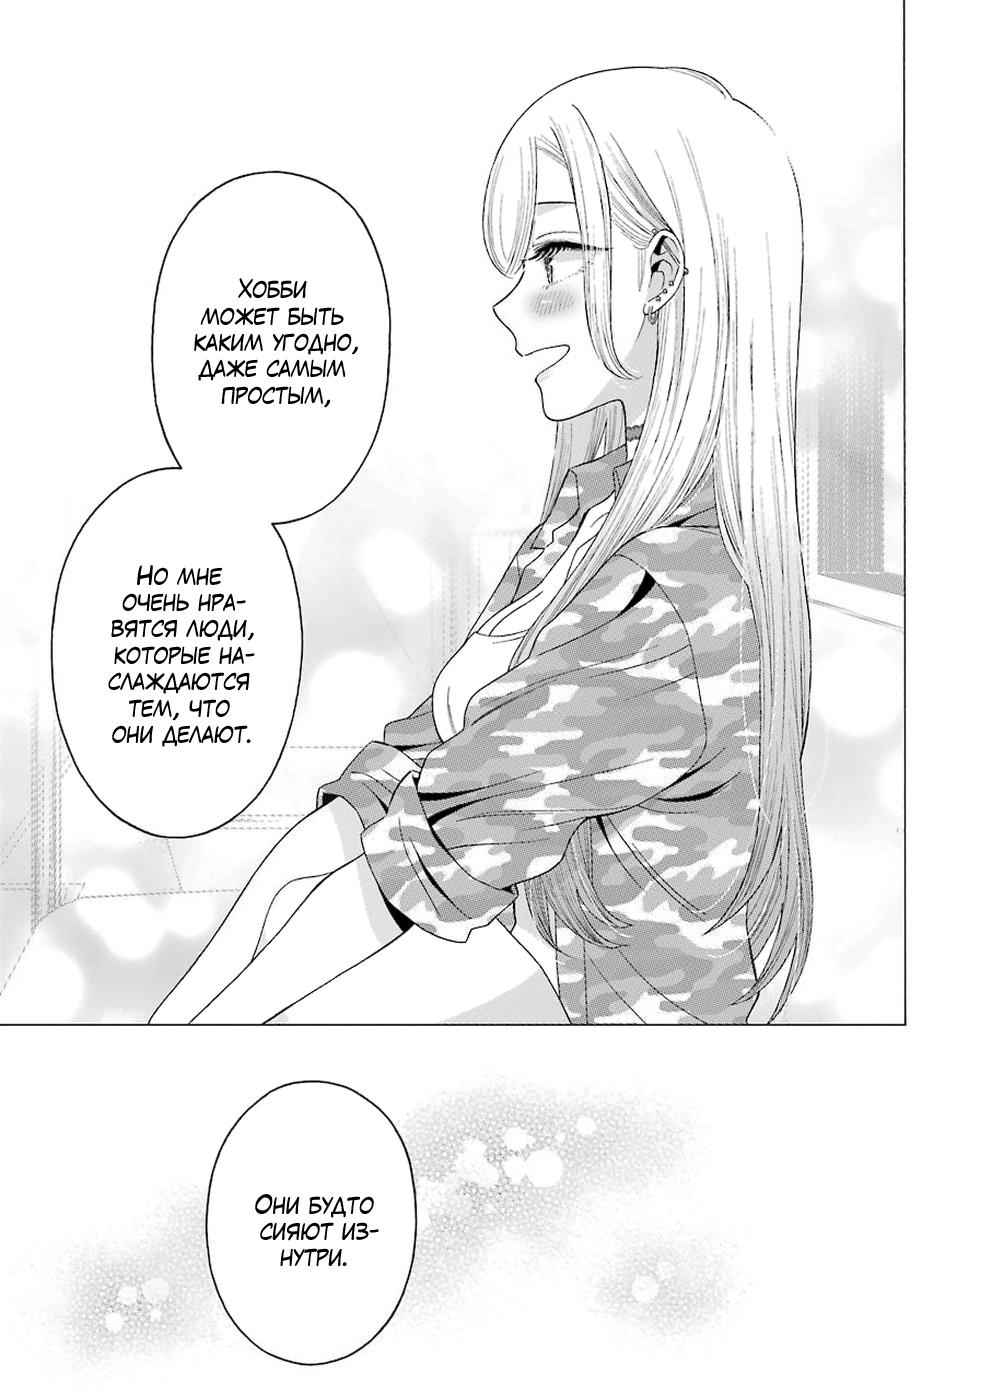 Хобби
может быть
каким угодно,
даже самым
простым,
Но мне
очень нра-
вятся люди,
которые на-
слаждаются
тем, что
они делают.
Они будто
сияют из-
нутри.